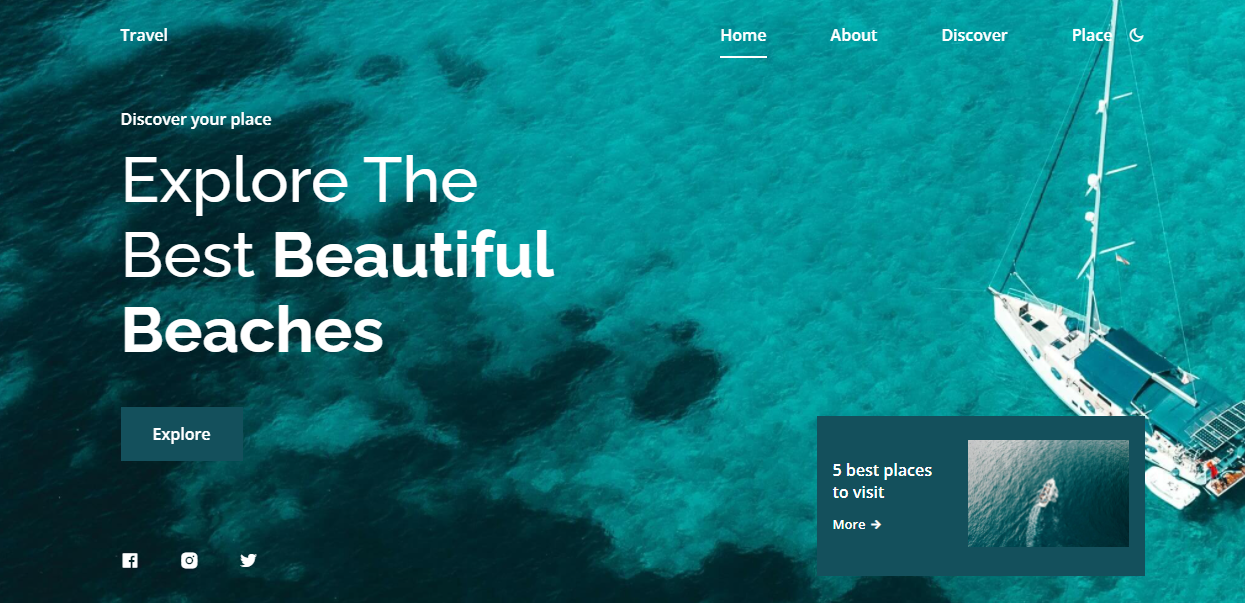 Travel
Home
About
Discover
Place
Discover your place
Explore The
Best Beautiful
Beaches
Explore
5 best places
to visit
More